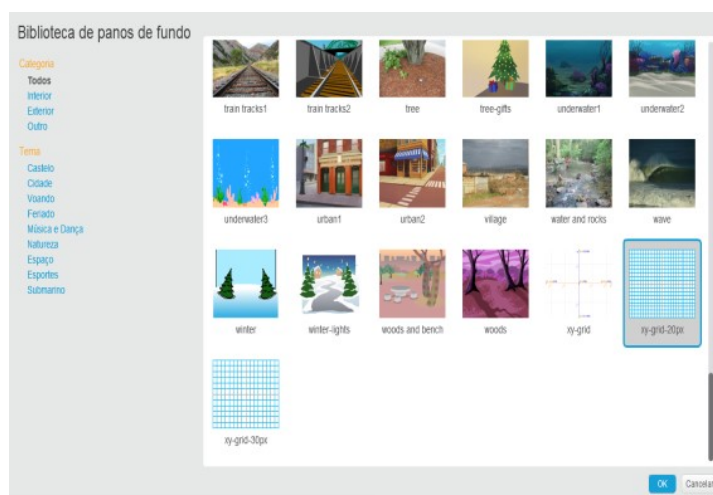 Biblioteca de panos de fundo
Categoria
Todos
Interior
Exterior
Outro
Tema
Castelo
Cidade
Voando
Feriado
Música e Dança
Natureza
Espaço
Esportes
Submarino
train tracks1 train tracks2 tree tree-gifts underwater1 underwater2
underwater3 urban1 urban2 village water and rocks wave
winter winter-lights woods and bench woods xy-grid xy-grid-20px
xy-grid-30px
OK Cancelar